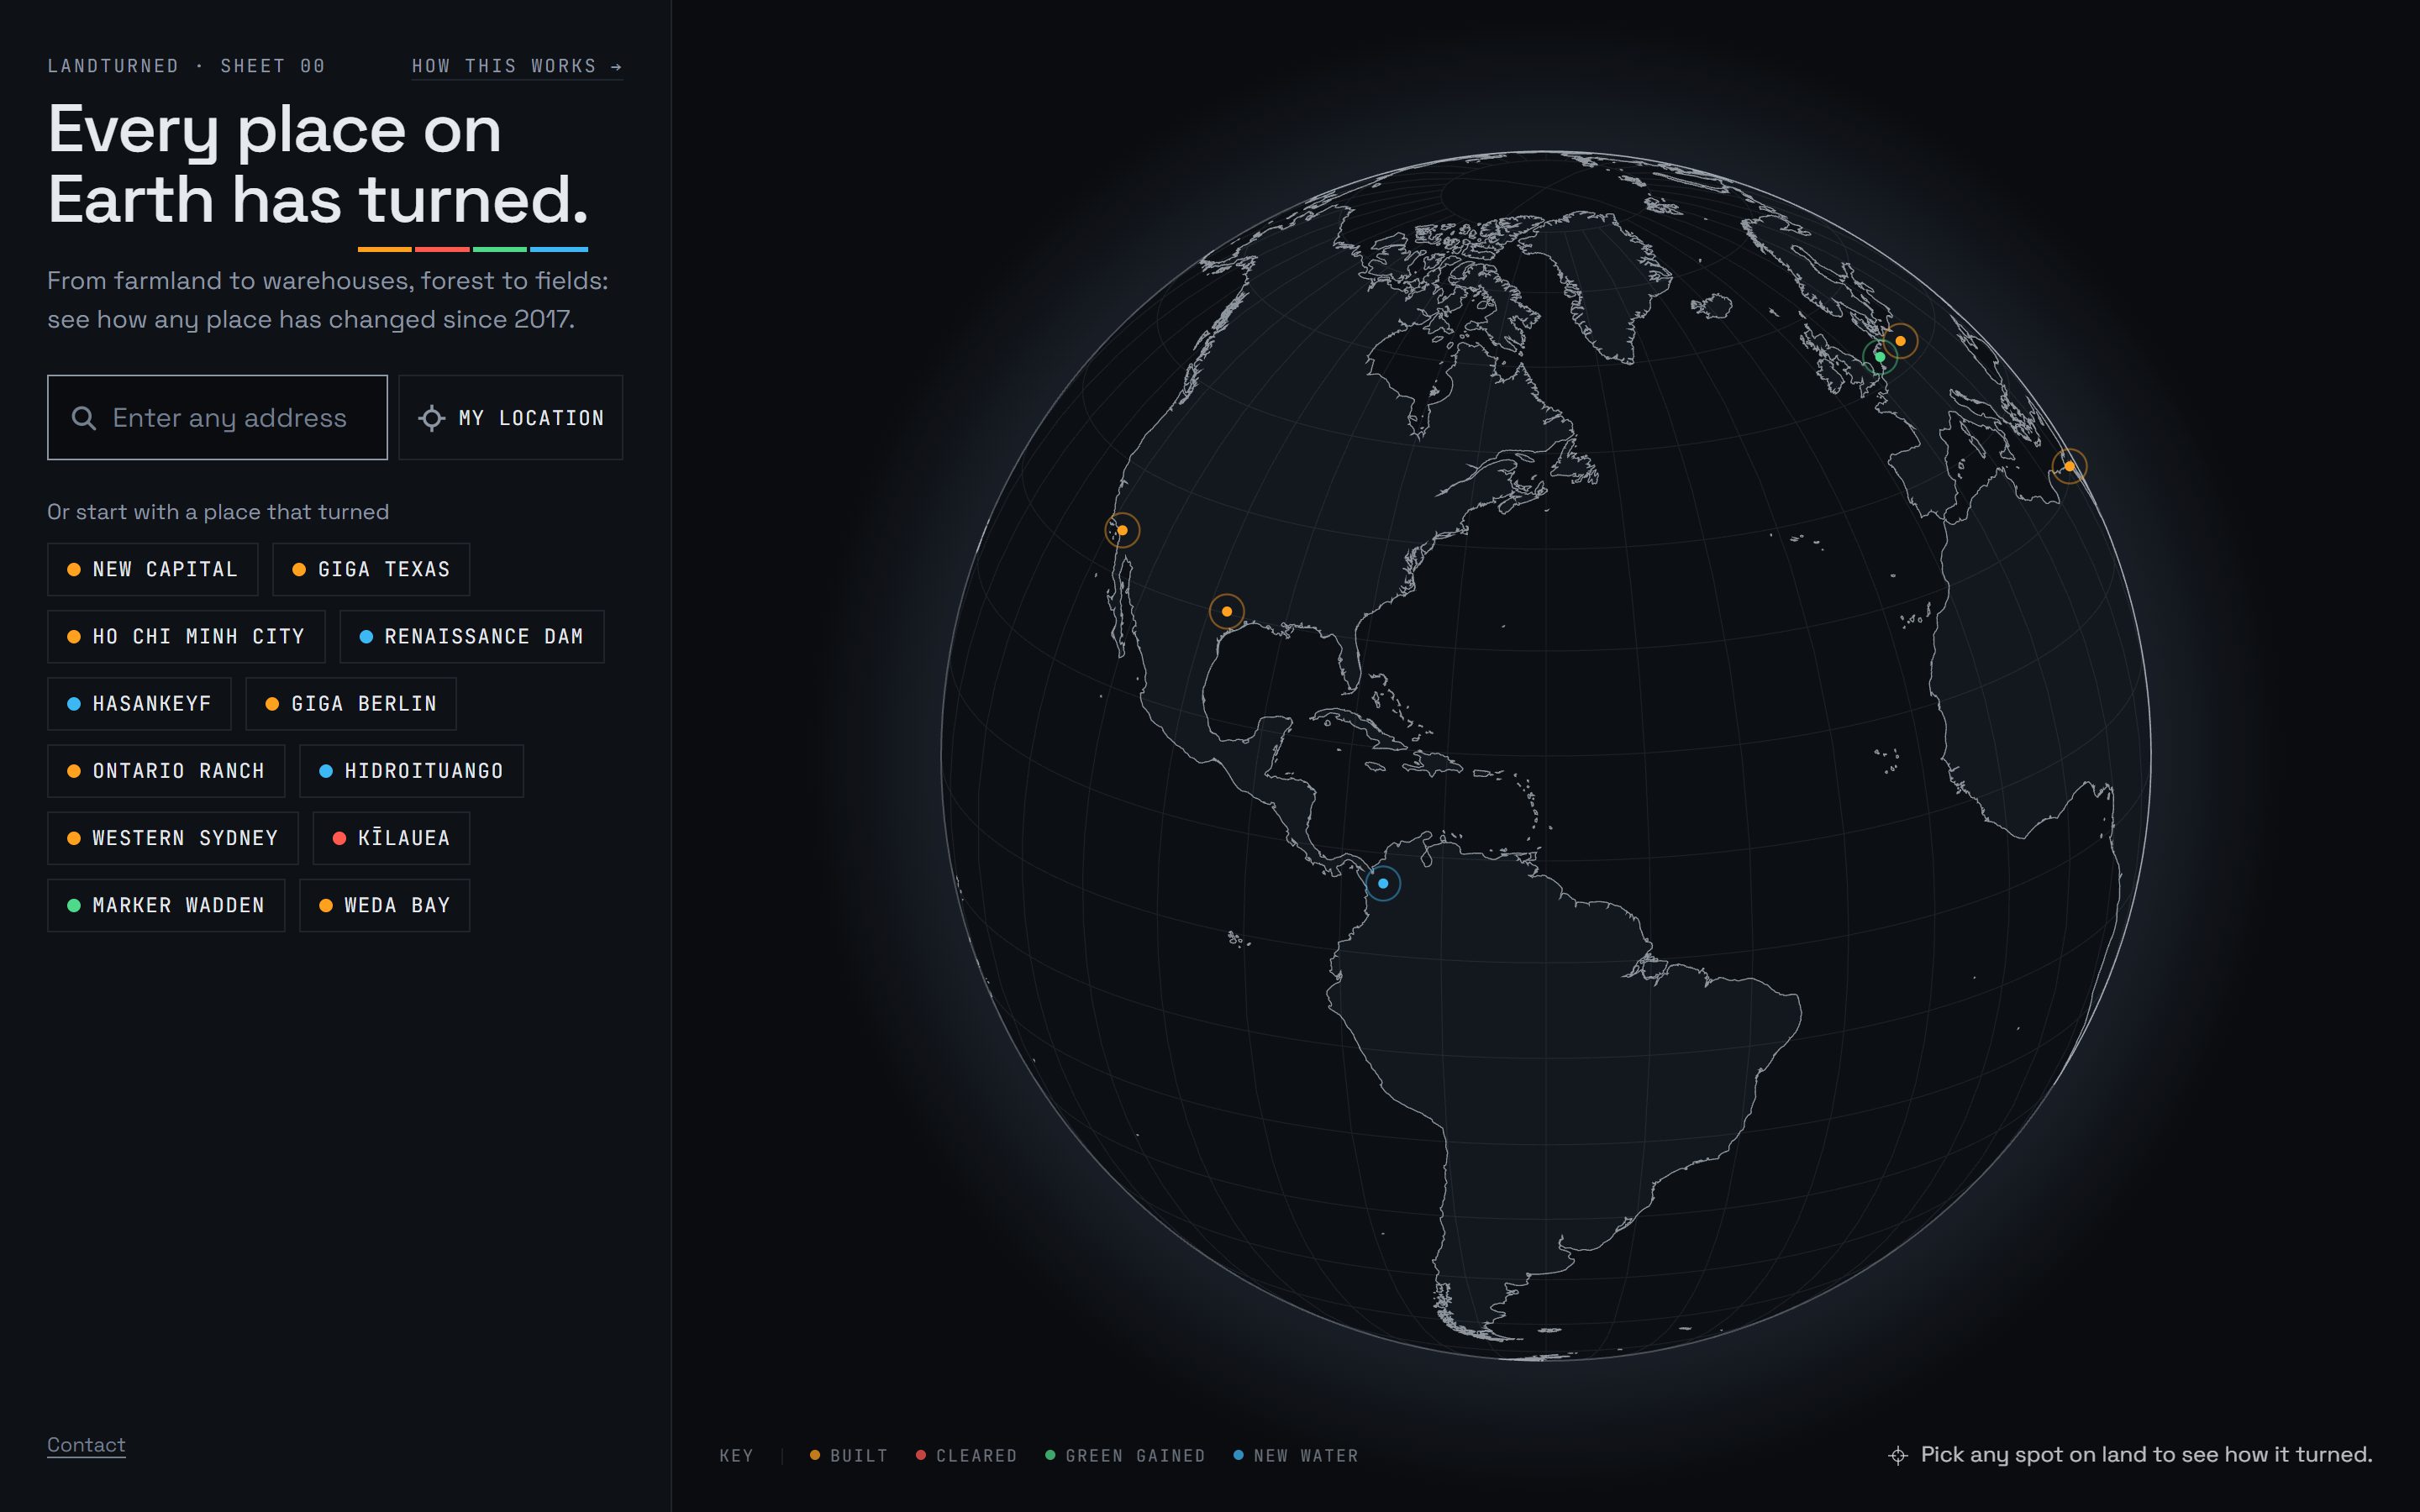 LANDTURNED · SHEET 00
HOW THIS WORKS →
Every place on
Earth has turned.
From farmland to warehouses, forest to fields:
see how any place has changed since 2017.
Enter any address
MY LOCATION
Or start with a place that turned
NEW CAPITAL
GIGA TEXAS
HO CHI MINH CITY
RENAISSANCE DAM
HASANKEYF
GIGA BERLIN
ONTARIO RANCH
HIDROITUANGO
WESTERN SYDNEY
KĪLAUEA
MARKER WADDEN
WEDA BAY
Contact
KEY
BUILT
CLEARED
GREEN GAINED
NEW WATER
Pick any spot on land to see how it turned.